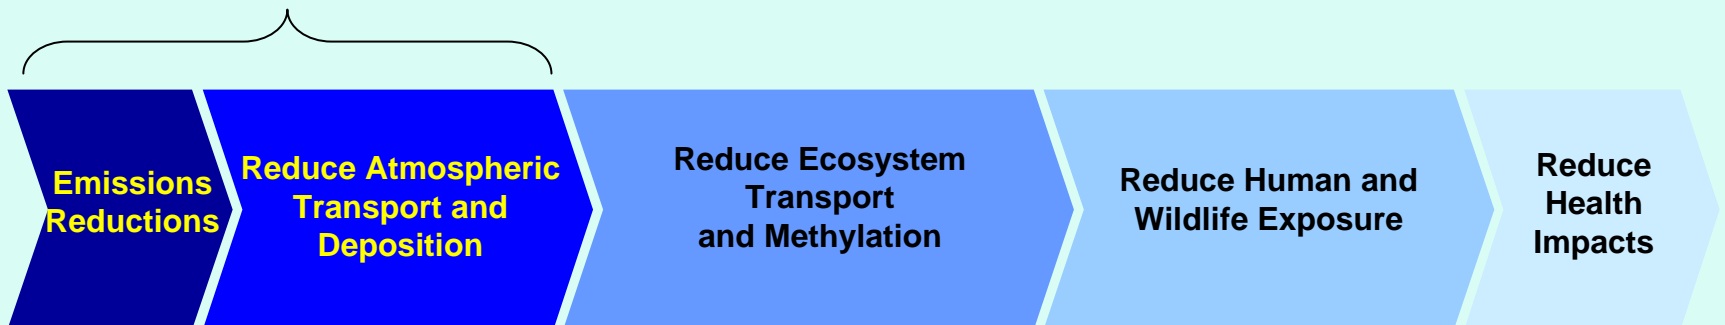 Emissions
Reductions
Reduce Atmospheric
Transport and
Deposition
Reduce Ecosystem
Transport
and Methylation
Reduce Human and
Wildlife Exposure
Reduce
Health
Impacts